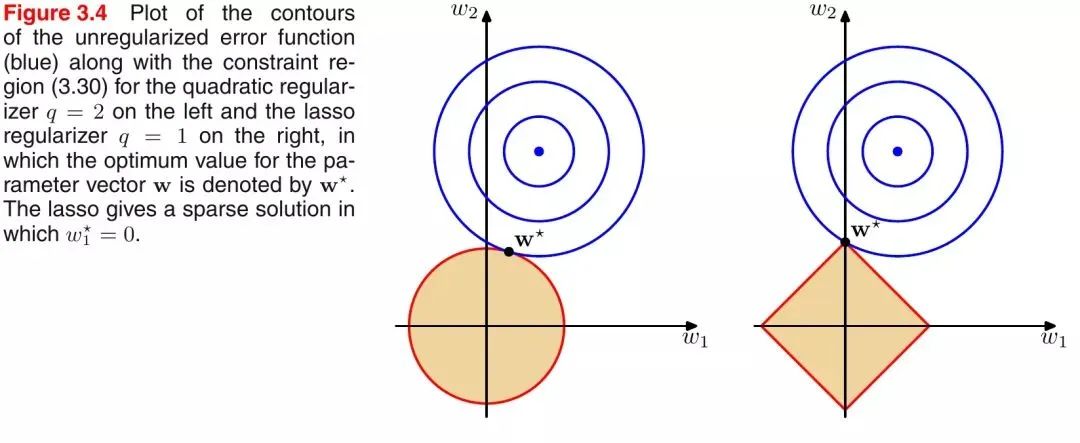 Figure 3.4 Plot of the contours
of the unregularized error function
(blue) along with the constraint re-
gion (3.30) for the quadratic regular-
izer q = 2 on the left and the lasso
regularizer q = 1 on the right, in
which the optimum value for the pa-
rameter vector w is denoted by w⋆.
The lasso gives a sparse solution in
which w₁⋆ = 0.
w₂
w⋆
w₁
w₂
w⋆
w₁